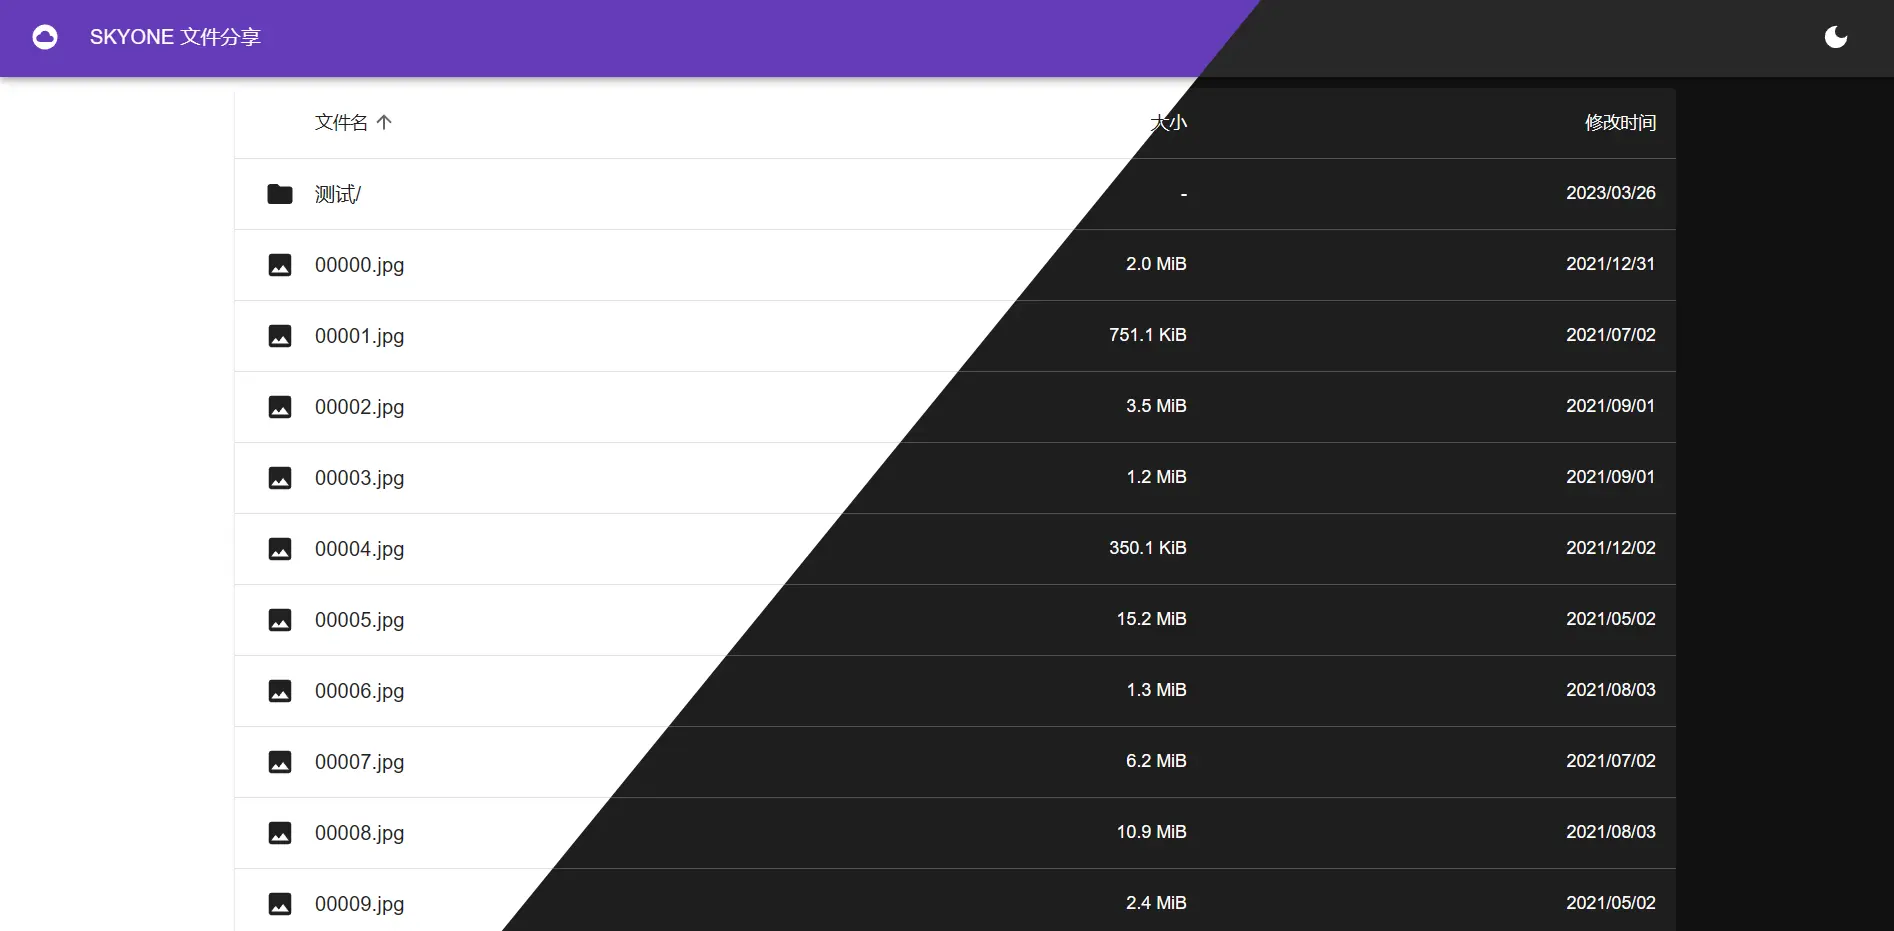 SKYONE 文件分享
文件名 大小 修改时间
测试/ - 2023/03/26
00000.jpg 2.0 MiB 2021/12/31
00001.jpg 751.1 KiB 2021/07/02
00002.jpg 3.5 MiB 2021/09/01
00003.jpg 1.2 MiB 2021/09/01
00004.jpg 350.1 KiB 2021/12/02
00005.jpg 15.2 MiB 2021/05/02
00006.jpg 1.3 MiB 2021/08/03
00007.jpg 6.2 MiB 2021/07/02
00008.jpg 10.9 MiB 2021/08/03
00009.jpg 2.4 MiB 2021/05/02